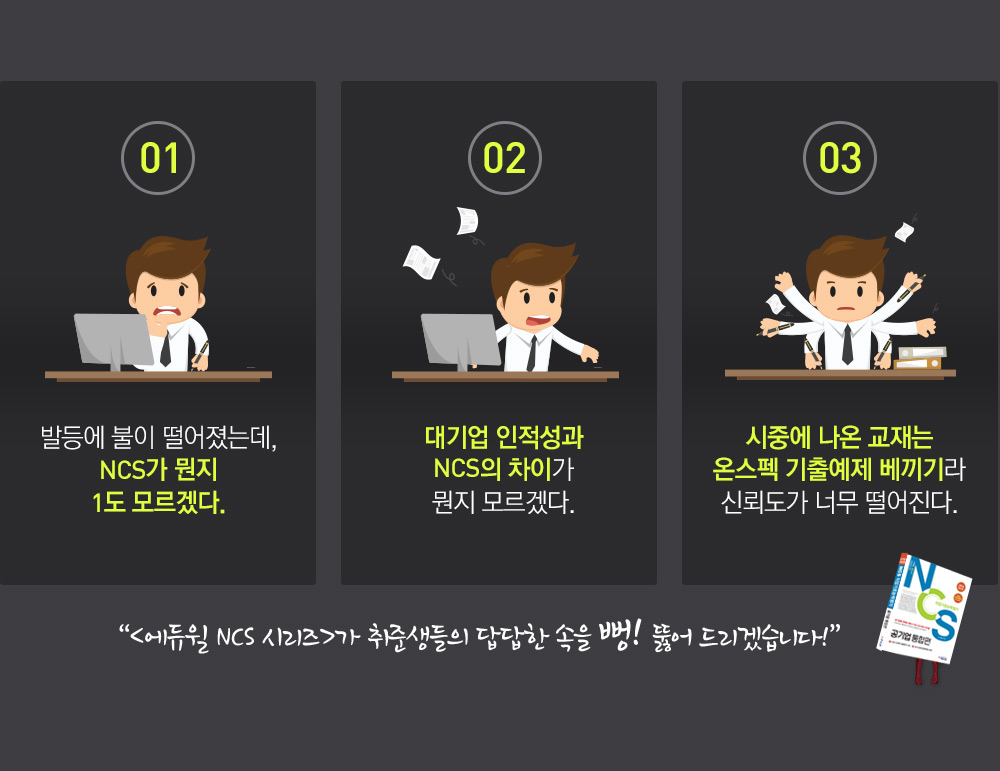 01
발등에 불이 떨어졌는데,
NCS가 뭔지
1도 모르겠다.
02
대기업 인적성과
NCS의 차이가
뭔지 모르겠다.
03
시중에 나온 교재는
온스펙 기출예제 베끼기라
신뢰도가 너무 떨어진다.
“<에듀윌 NCS 시리즈>가 취준생들의 답답한 속을 뻥! 뚫어 드리겠습니다!”
NCS
공기업 통합편